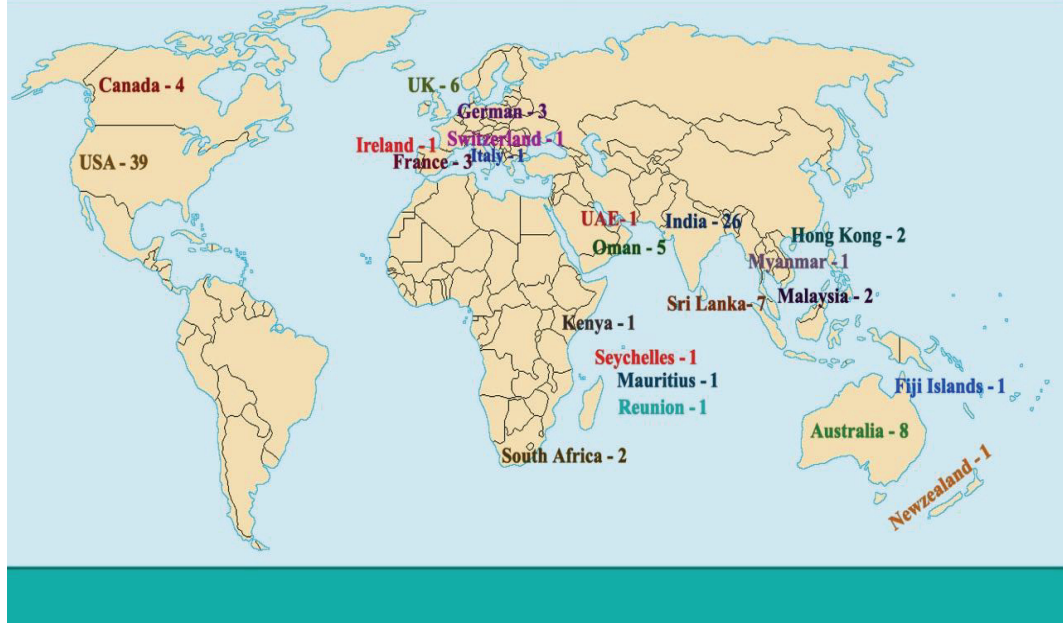 Canada - 4
UK - 6
German - 3
Switzerland - 1
Ireland - 1
Italy - 1
France - 3
USA - 39
UAE- 1
India - 26
Oman - 5
Hong Kong - 2
Myanmar - 1
Malaysia - 2
Sri Lanka- 7
Kenya - 1
Seychelles - 1
Mauritius - 1
Fiji Islands - 1
Reunion - 1
Australia - 8
South Africa - 2
Newzealand - 1